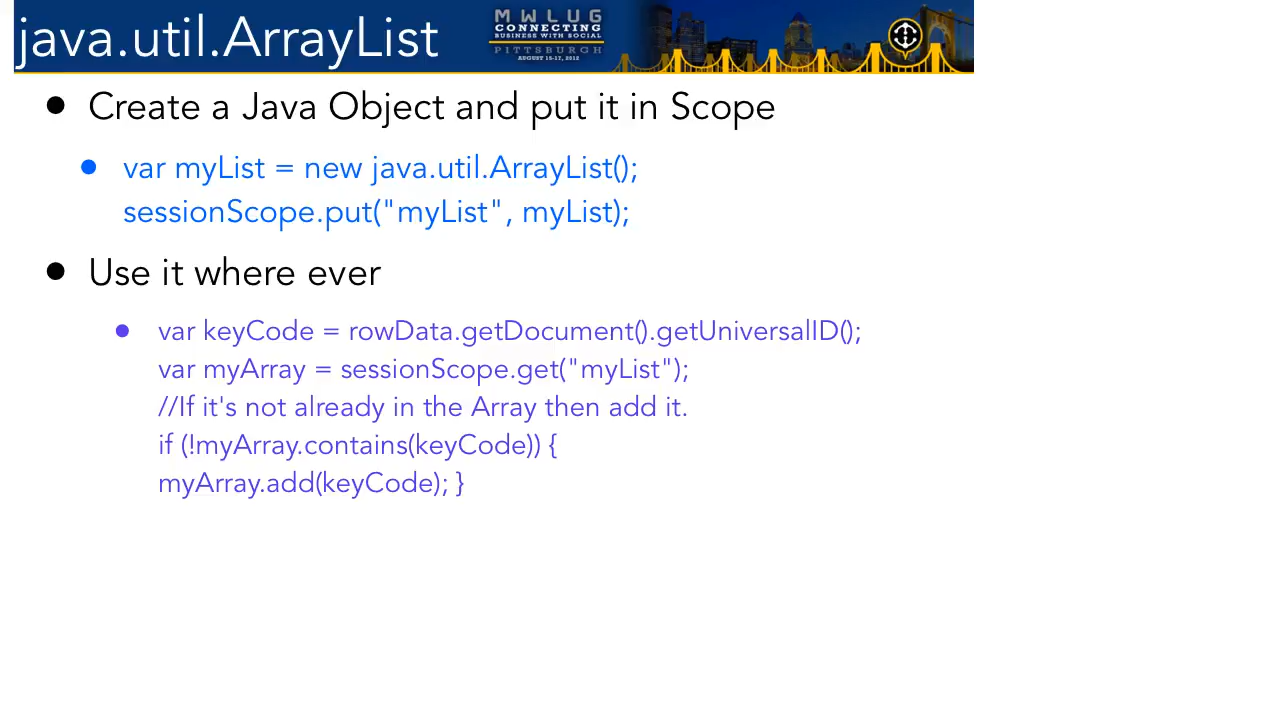 java.util.ArrayList
MWLUG
CONNECTING
BUSINESS WITH SOCIAL
PITTSBURGH
AUGUST 15-17, 2012
• Create a Java Object and put it in Scope
• var myList = new java.util.ArrayList();
sessionScope.put("myList", myList);
• Use it where ever
• var keyCode = rowData.getDocument().getUniversalID();
var myArray = sessionScope.get("myList");
//If it's not already in the Array then add it.
if (!myArray.contains(keyCode)) {
myArray.add(keyCode); }